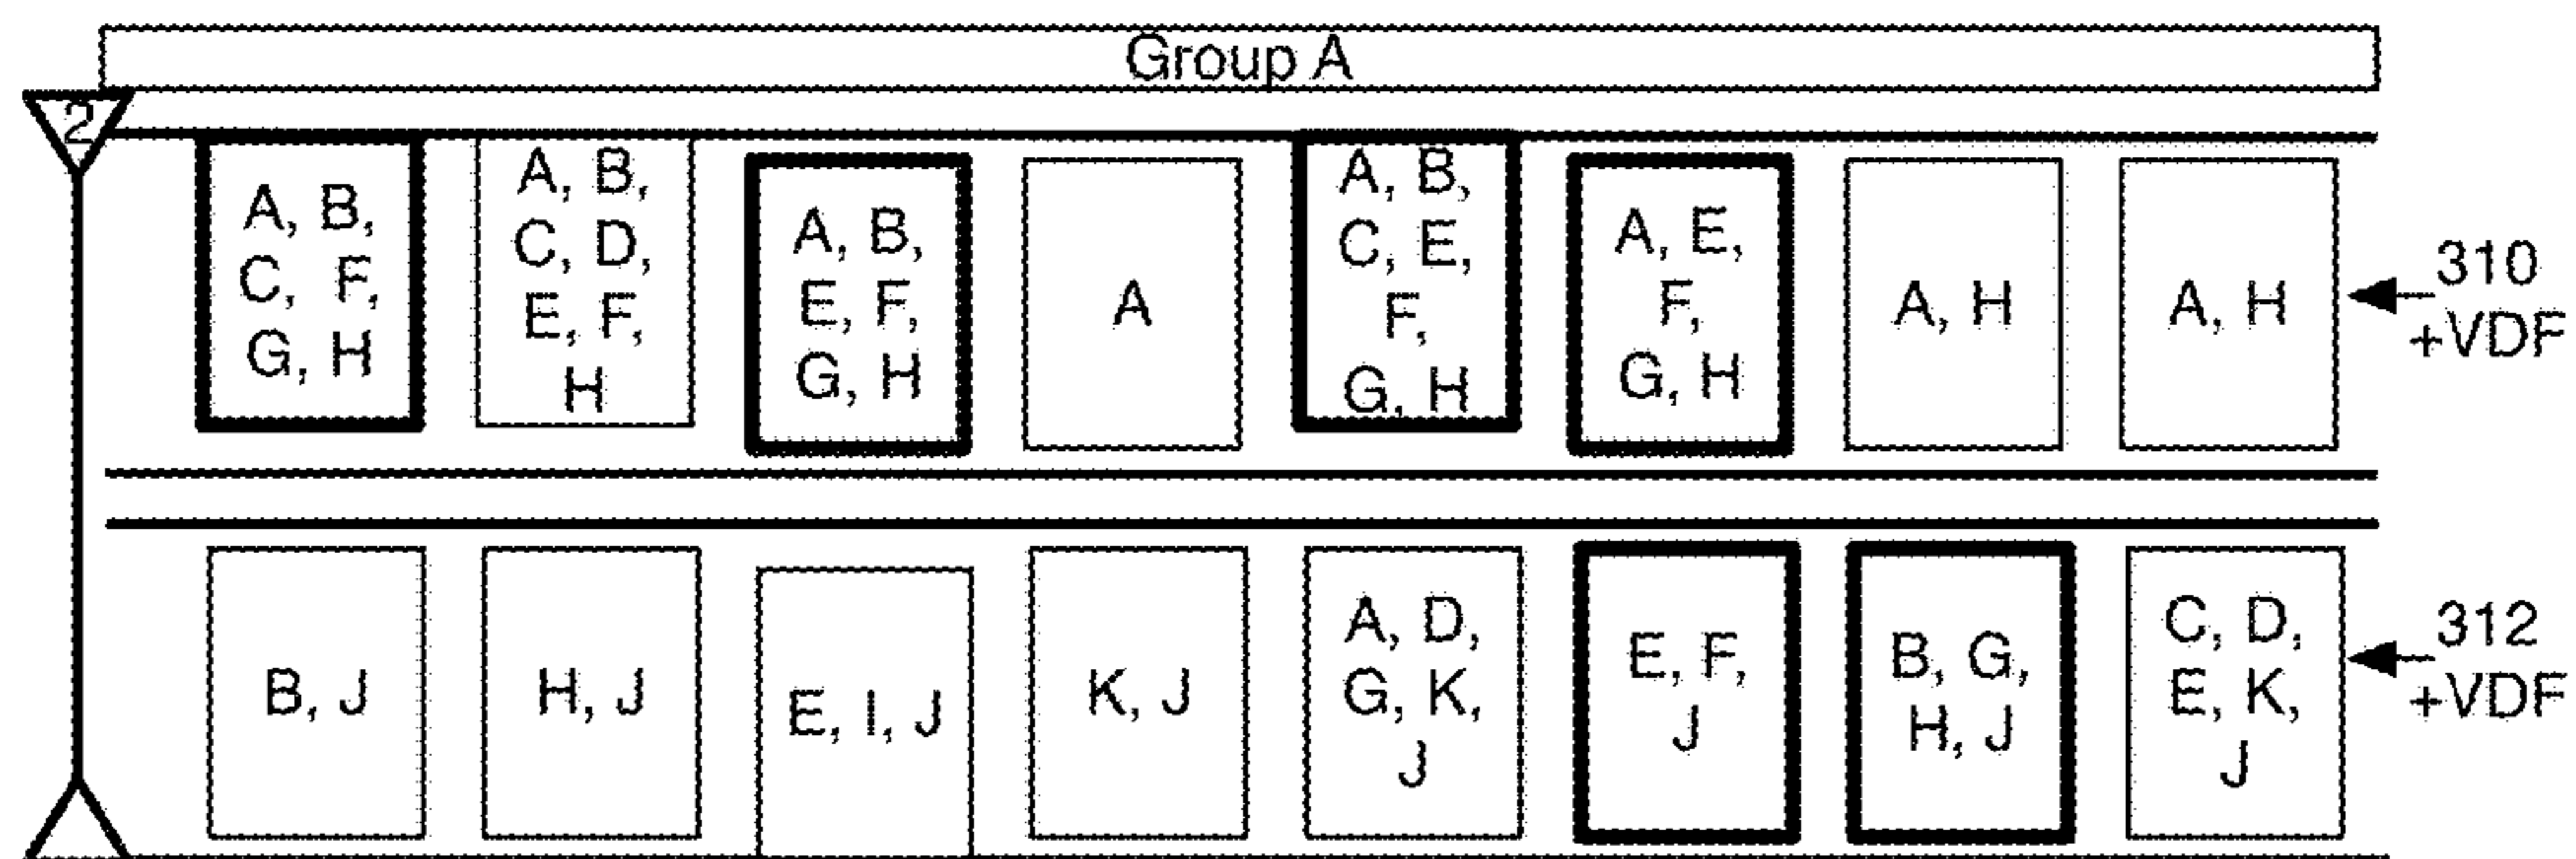 Group A
2
A, B,
C, F,
G, H
A, B,
C, D,
E, F,
H
A, B,
E, F,
G, H
A
A, B,
C, E,
F,
G, H
A, E,
F,
G, H
A, H
A, H
310
+VDF
B, J
H, J
E, I, J
K, J
A, D,
G, K,
J
E, F,
J
B, G,
H, J
C, D,
E, K,
J
312
+VDF